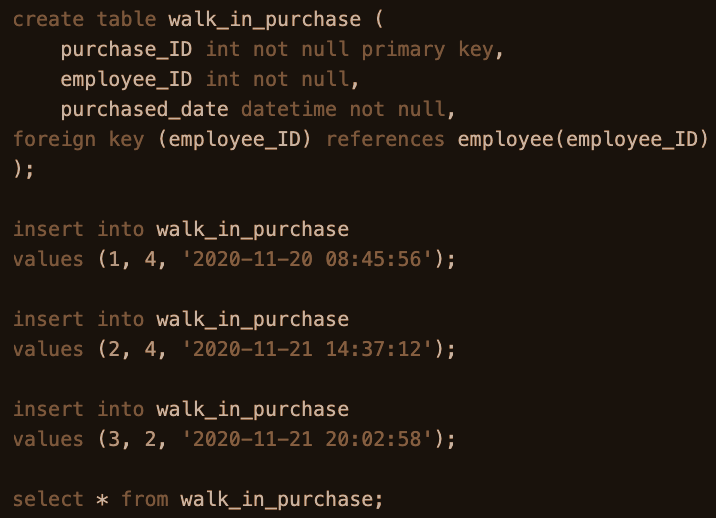 create table walk_in_purchase (
    purchase_ID int not null primary key,
    employee_ID int not null,
    purchased_date datetime not null,
foreign key (employee_ID) references employee(employee_ID)
);

insert into walk_in_purchase
values (1, 4, '2020-11-20 08:45:56');

insert into walk_in_purchase
values (2, 4, '2020-11-21 14:37:12');

insert into walk_in_purchase
values (3, 2, '2020-11-21 20:02:58');

select * from walk_in_purchase;